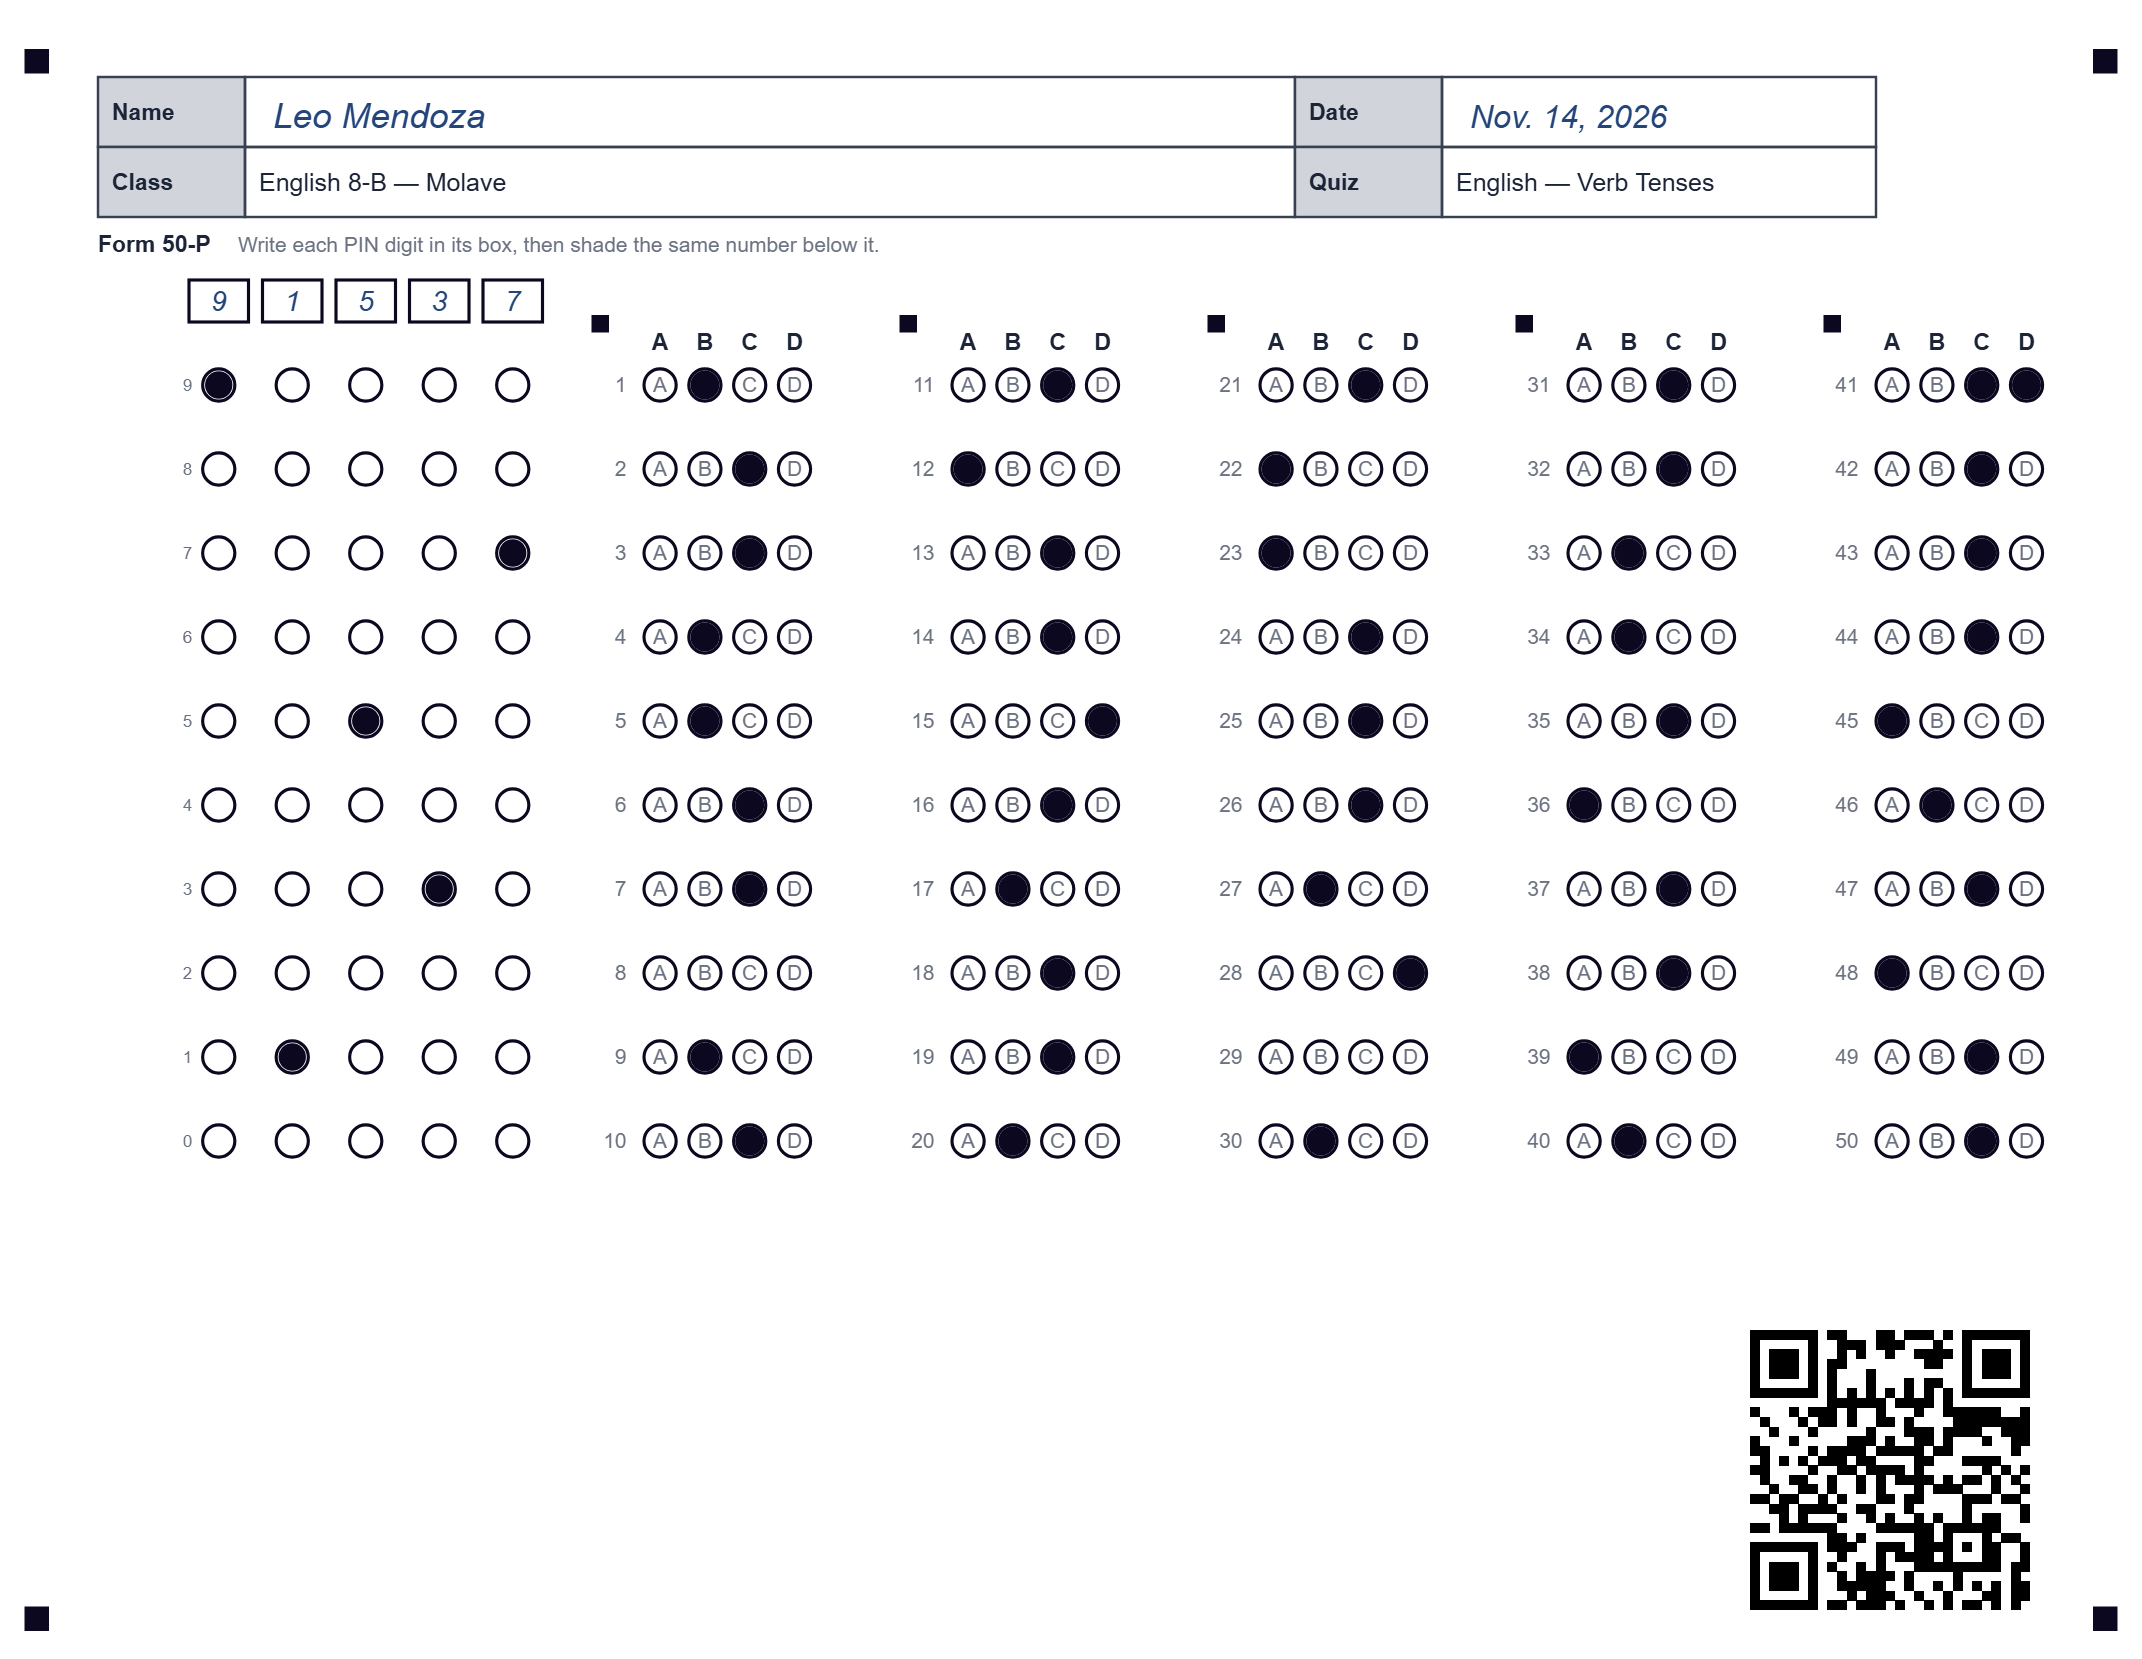 Name Leo Mendoza Date Nov. 14, 2026
Class English 8-B — Molave Quiz English — Verb Tenses
Form 50-P Write each PIN digit in its box, then shade the same number below it.
9 1 5 3 7
A B C D A B C D A B C D A B C D A B C D
9 1 A C D 11 A B D 21 A B D 31 A B D 41 A B
8 2 A B D 12 B C D 22 B C D 32 A B D 42 A B D
7 3 A B D 13 A B D 23 B C D 33 A C D 43 A B D
6 4 A C D 14 A B D 24 A B D 34 A C D 44 A B D
5 5 A C D 15 A B C 25 A B D 35 A B D 45 B C D
4 6 A B D 16 A B D 26 A B D 36 B C D 46 A C D
3 7 A B D 17 A C D 27 A C D 37 A B D 47 A B D
2 8 A B C D 18 A B D 28 A B C 38 A B D 48 B C D
1 9 A C D 19 A B D 29 A B C D 39 B C D 49 A B D
0 10 A B D 20 A C D 30 A C D 40 A C D 50 A B D